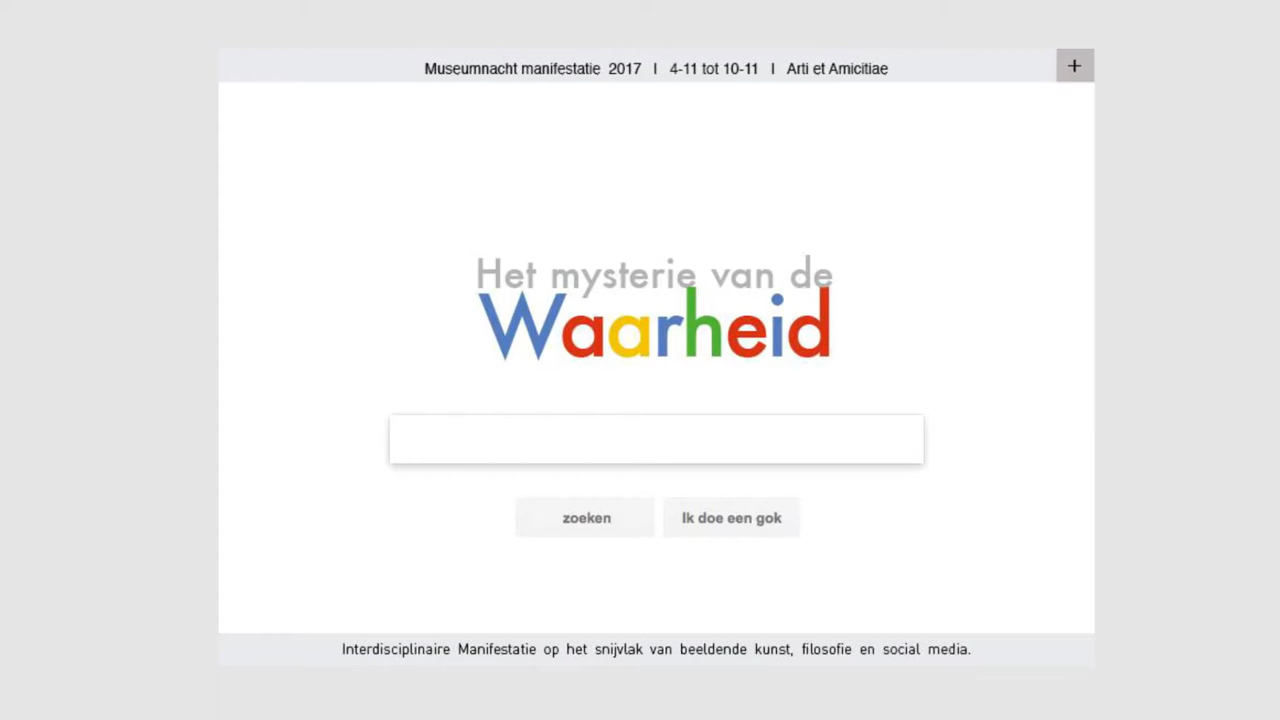 Museumnacht manifestatie 2017 I 4-11 tot 10-11 I Arti et Amicitiae +
Het mysterie van de
Waarheid
zoeken Ik doe een gok
Interdisciplinaire Manifestatie op het snijvlak van beeldende kunst, filosofie en social media.